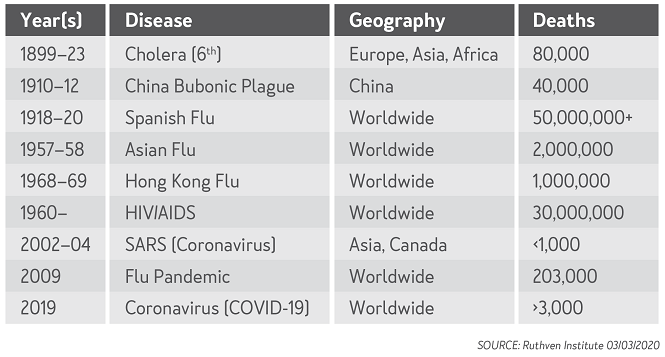 Year(s) Disease Geography Deaths
1899–23 Cholera (6th) Europe, Asia, Africa 80,000
1910–12 China Bubonic Plague China 40,000
1918–20 Spanish Flu Worldwide 50,000,000+
1957–58 Asian Flu Worldwide 2,000,000
1968–69 Hong Kong Flu Worldwide 1,000,000
1960– HIV/AIDS Worldwide 30,000,000
2002–04 SARS (Coronavirus) Asia, Canada <1,000
2009 Flu Pandemic Worldwide 203,000
2019 Coronavirus (COVID-19) Worldwide >3,000
SOURCE: Ruthven Institute 03/03/2020